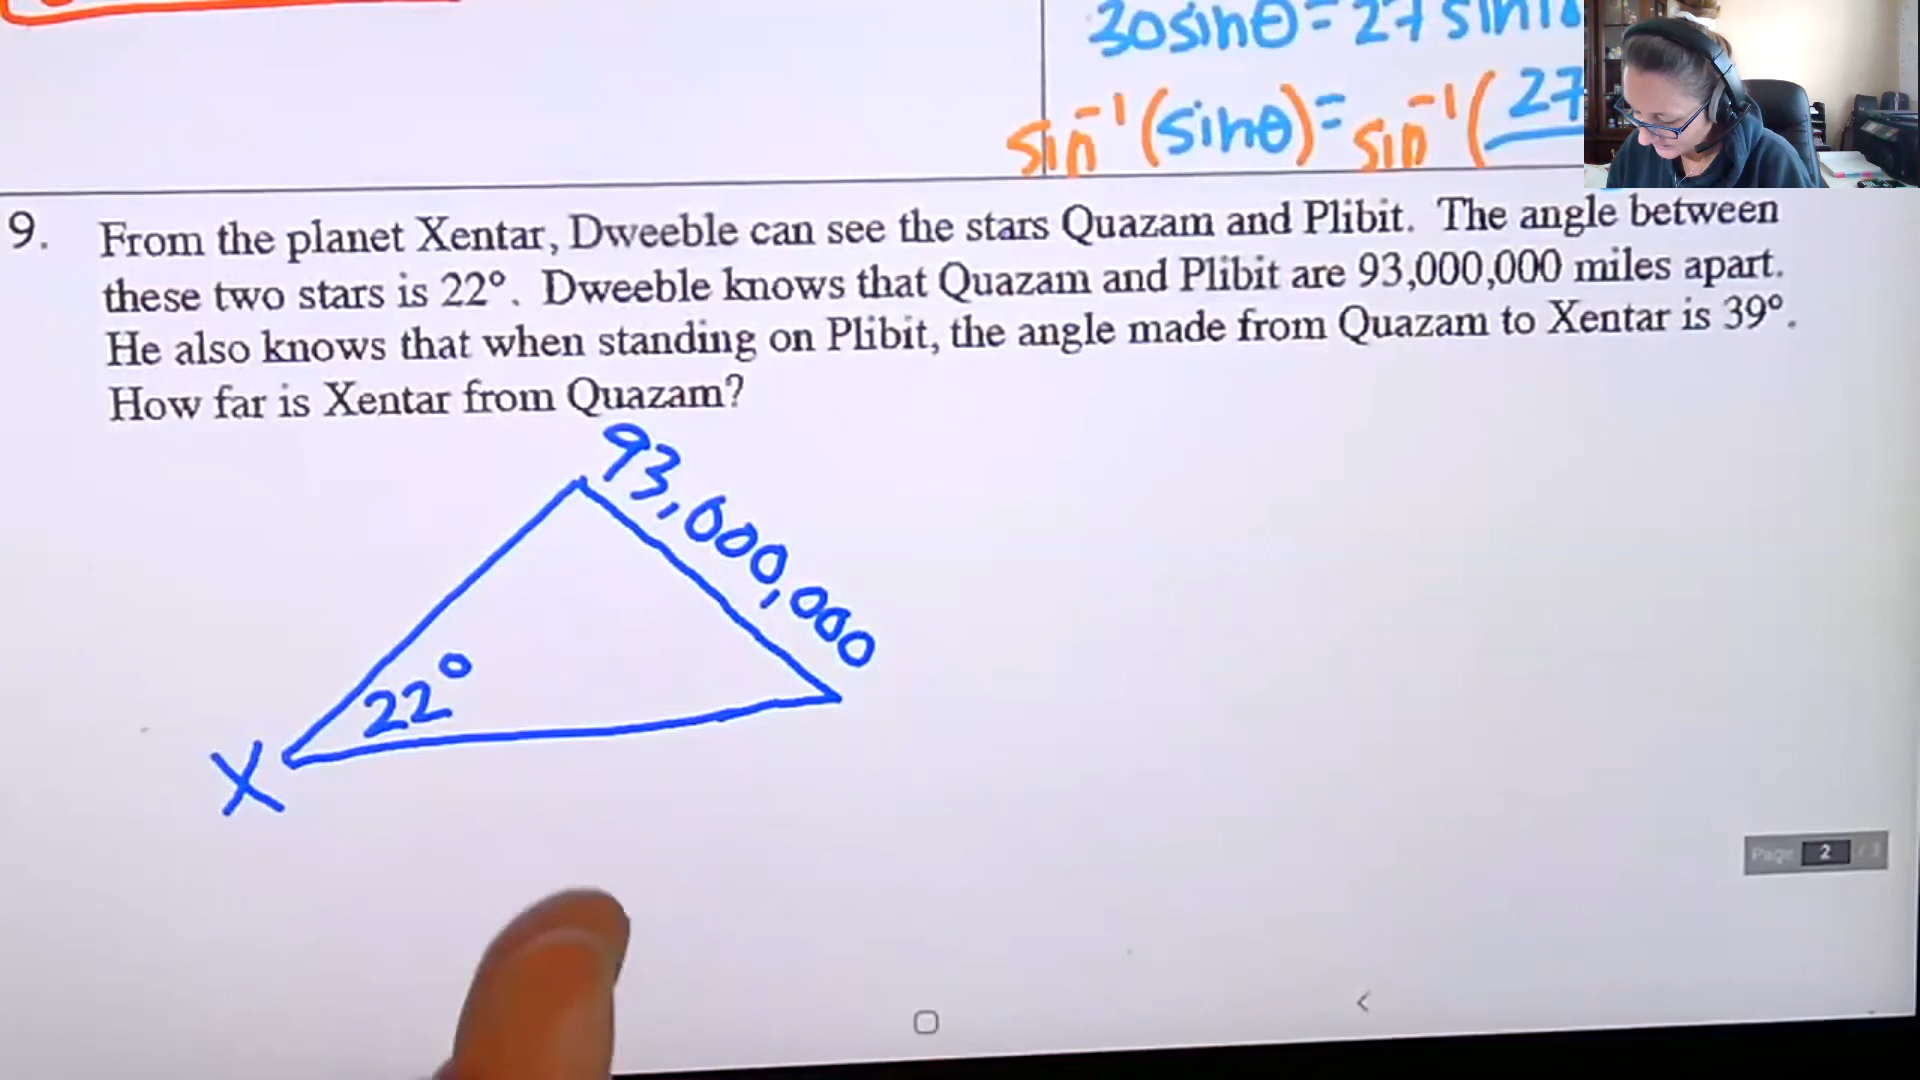 30sinθ=27sin
sin⁻¹(sinθ)=sin⁻¹(27
9. From the planet Xentar, Dweeble can see the stars Quazam and Plibit. The angle between
these two stars is 22°. Dweeble knows that Quazam and Plibit are 93,000,000 miles apart.
He also knows that when standing on Plibit, the angle made from Quazam to Xentar is 39°.
How far is Xentar from Quazam?
93,000,000
22°
X
Page 2 /